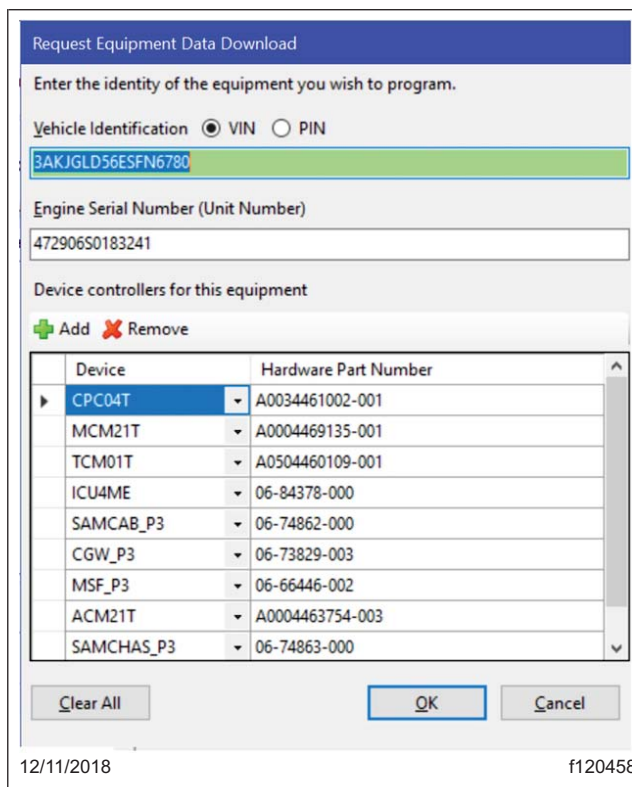 Request Equipment Data Download
Enter the identity of the equipment you wish to program.
Vehicle Identification VIN PIN
3AKJGLD56ESFN6780
Engine Serial Number (Unit Number)
472906S0183241
Device controllers for this equipment
Add Remove
Device Hardware Part Number
CPC04T A0034461002-001
MCM21T A0004469135-001
TCM01T A0504460109-001
ICU4ME 06-84378-000
SAMCAB_P3 06-74862-000
CGW_P3 06-73829-003
MSF_P3 06-66446-002
ACM21T A0004463754-003
SAMCHAS_P3 06-74863-000
Clear All OK Cancel
12/11/2018 f120458